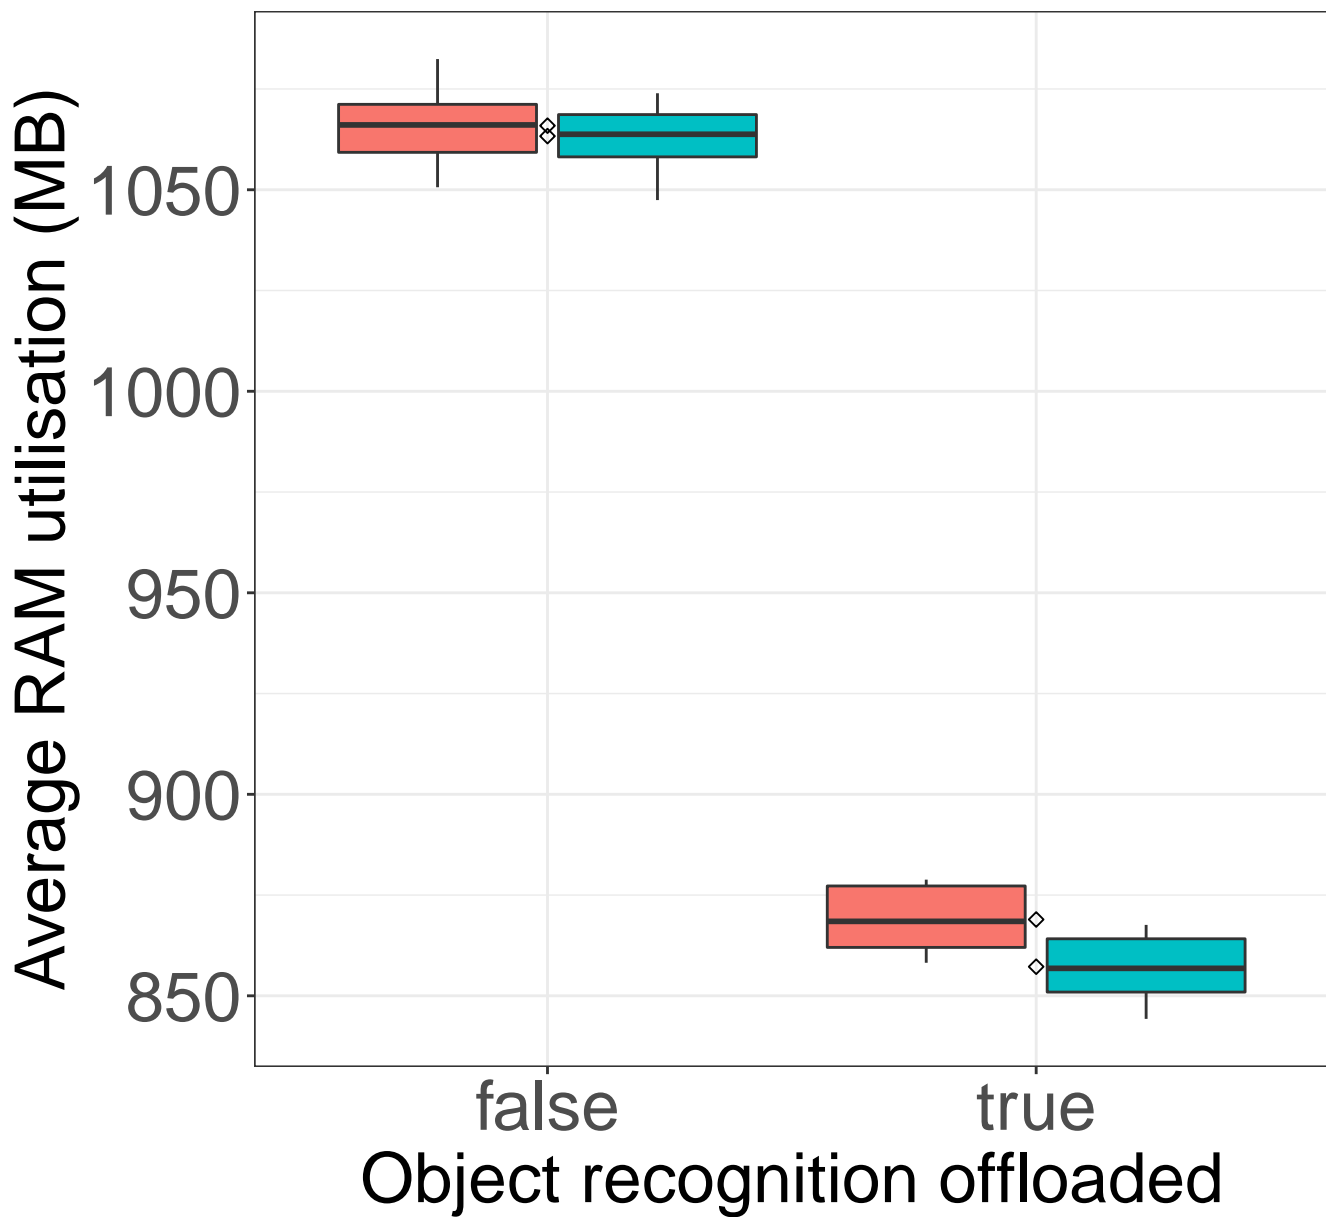 Average RAM utilisation (MB)
1050
1000
950
900
850
false true
Object recognition offloaded